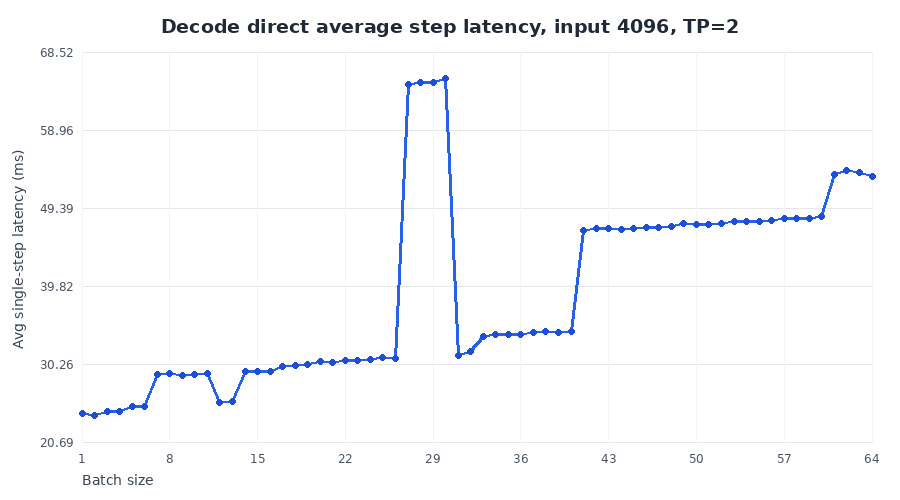 Decode direct average step latency, input 4096, TP=2
68.52
58.96
49.39
39.82
30.26
20.69
Avg single-step latency (ms)
1 8 15 22 29 36 43 50 57 64
Batch size